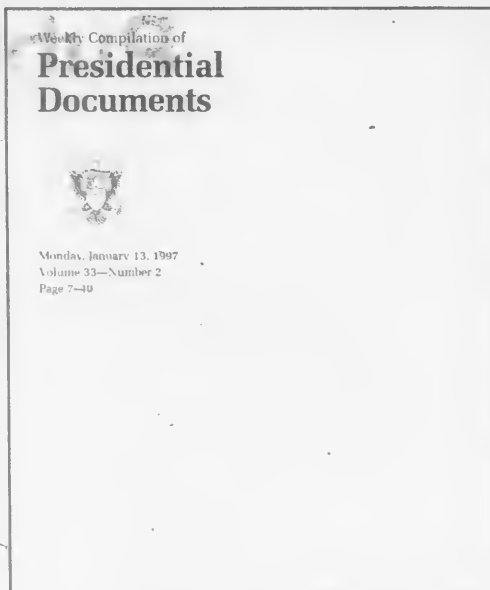 Weekly Compilation of
Presidential
Documents
Monday, January 13, 1997
Volume 33—Number 2
Page 7–40